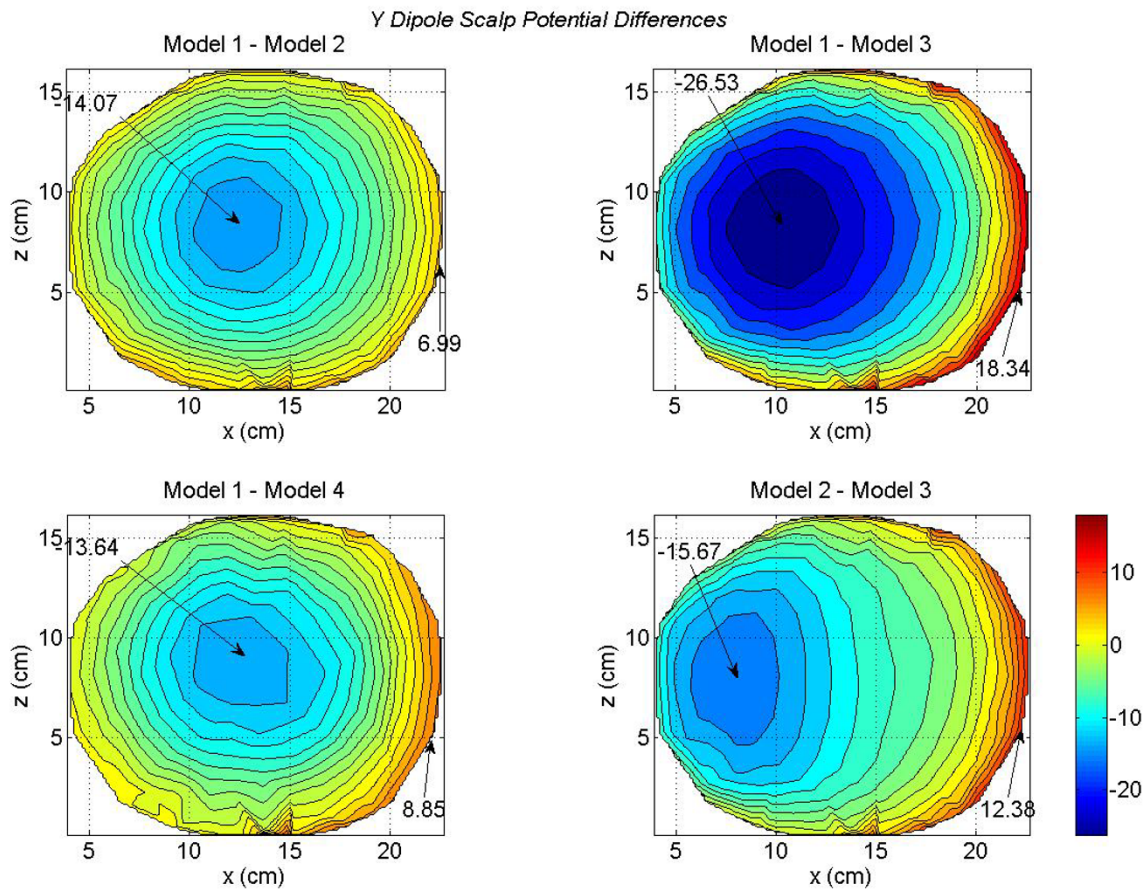 Y Dipole Scalp Potential Differences
Model 1 - Model 2
Model 1 - Model 3
15
10
5
-14.07
6.99
z (cm)
5 10 15 20
x (cm)
15
10
5
-26.53
18.34
z (cm)
5 10 15 20
x (cm)
Model 1 - Model 4
Model 2 - Model 3
15
10
5
-13.64
8.85
z (cm)
5 10 15 20
x (cm)
15
10
5
-15.67
12.38
z (cm)
5 10 15 20
x (cm)
10
0
-10
-20